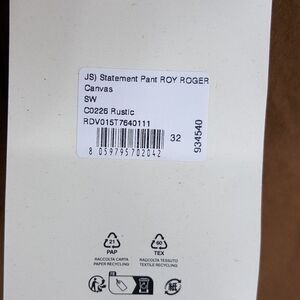 JS) Statement Pant ROY ROGER
Canvas
SW
C0226 Rustic
RDV015T7640111
32
934540
8 059795 702042
21
PAP
RACCOLTA CARTA
PAPER RECYCLING
60
TEX
RACCOLTA TESSUTO
TEXTILE RECYCLING
紙